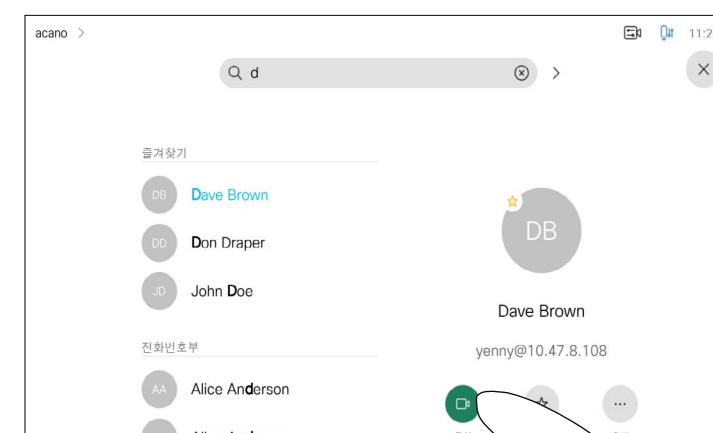 acano >
11:2
d
즐겨찾기
DB Dave Brown
DD Don Draper
JD John Doe
전화번호부
AA Alice Anderson
DB
Dave Brown
yenny@10.47.8.108